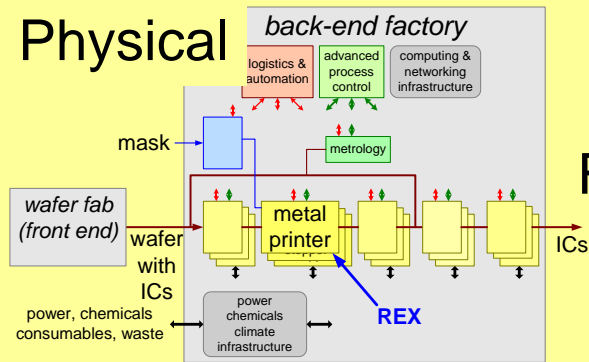 Physical
back-end factory
logistics &
automation
advanced
process
control
computing &
networking
infrastructure
mask
metrology
wafer fab
(front end)
metal
printer
wafer
with
ICs
ICs
power, chemicals
consumables, waste
power
chemicals
climate
infrastructure
REX